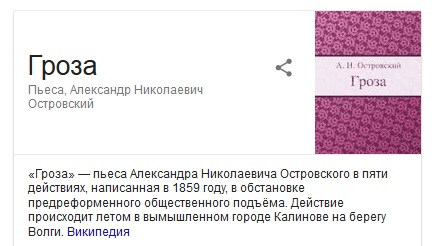 Гроза
Пьеса, Александр Николаевич
Островский
А. Н. Островский
Гроза
«Гроза» — пьеса Александра Николаевича Островского в пяти
действиях, написанная в 1859 году, в обстановке
предреформенного общественного подъёма. Действие
происходит летом в вымышленном городе Калинове на берегу
Волги. Википедия